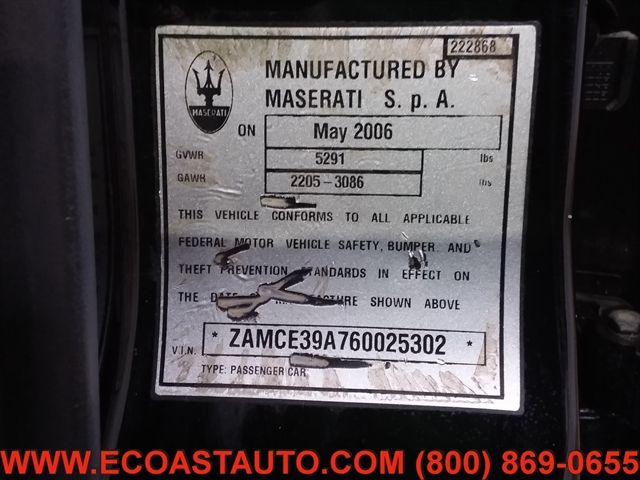 222868
MANUFACTURED BY
MASERATI S. p. A.
MASERATI
ON May 2006
GVWR 5291 lbs
GAWR 2205-3086 lbs
THIS VEHICLE CONFORMS TO ALL APPLICABLE
FEDERAL MOTOR VEHICLE SAFETY, BUMPER AND
THEFT PREVENTION STANDARDS IN EFFECT ON
THE DATE OF MANUFACTURE SHOWN ABOVE
V.I.N. * ZAMCE39A760025302 *
TYPE: PASSENGER CAR
WWW.ECOASTAUTO.COM (800) 869-0655